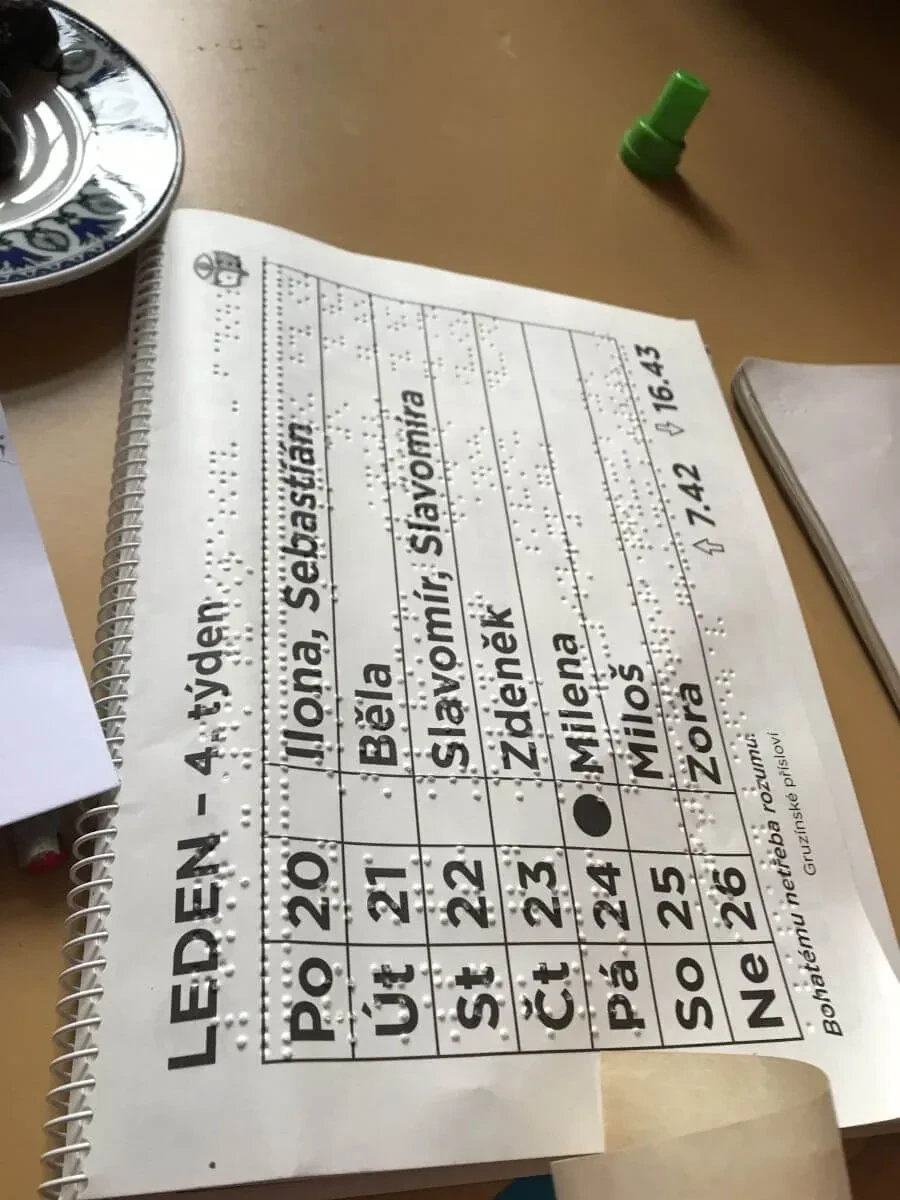 LEDEN - 4. týden
Po 20 Ilona, Sebastián
Út 21 Běla
St 22 Slavomír, Slavomíra
Čt 23 Zdeněk
Pá 24 Milena
So 25 Miloš
Ne 26 Zora
⇧ 7.42 ⇩ 16.43
Bohatému netřeba rozumu.
Gruzínské přísloví